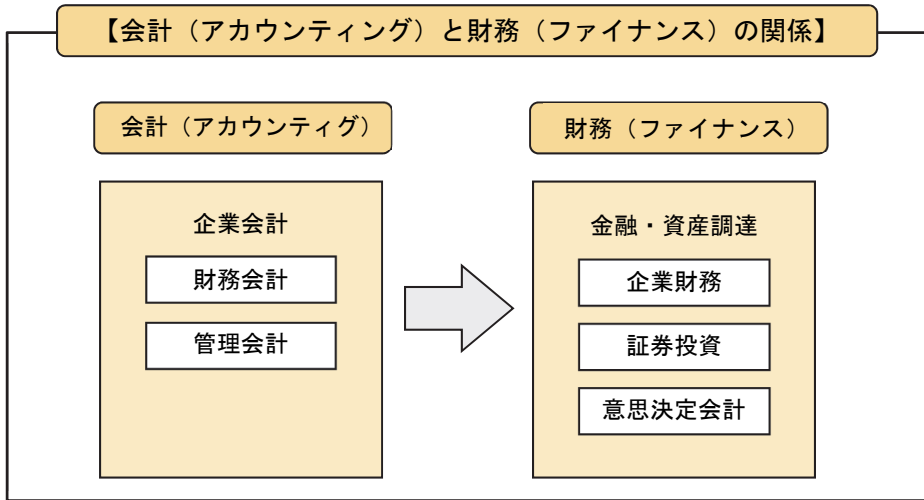 【会計（アカウンティング）と財務（ファイナンス）の関係】
会計（アカウンティグ）
財務（ファイナンス）
企業会計
財務会計
管理会計
金融・資産調達
企業財務
証券投資
意思決定会計